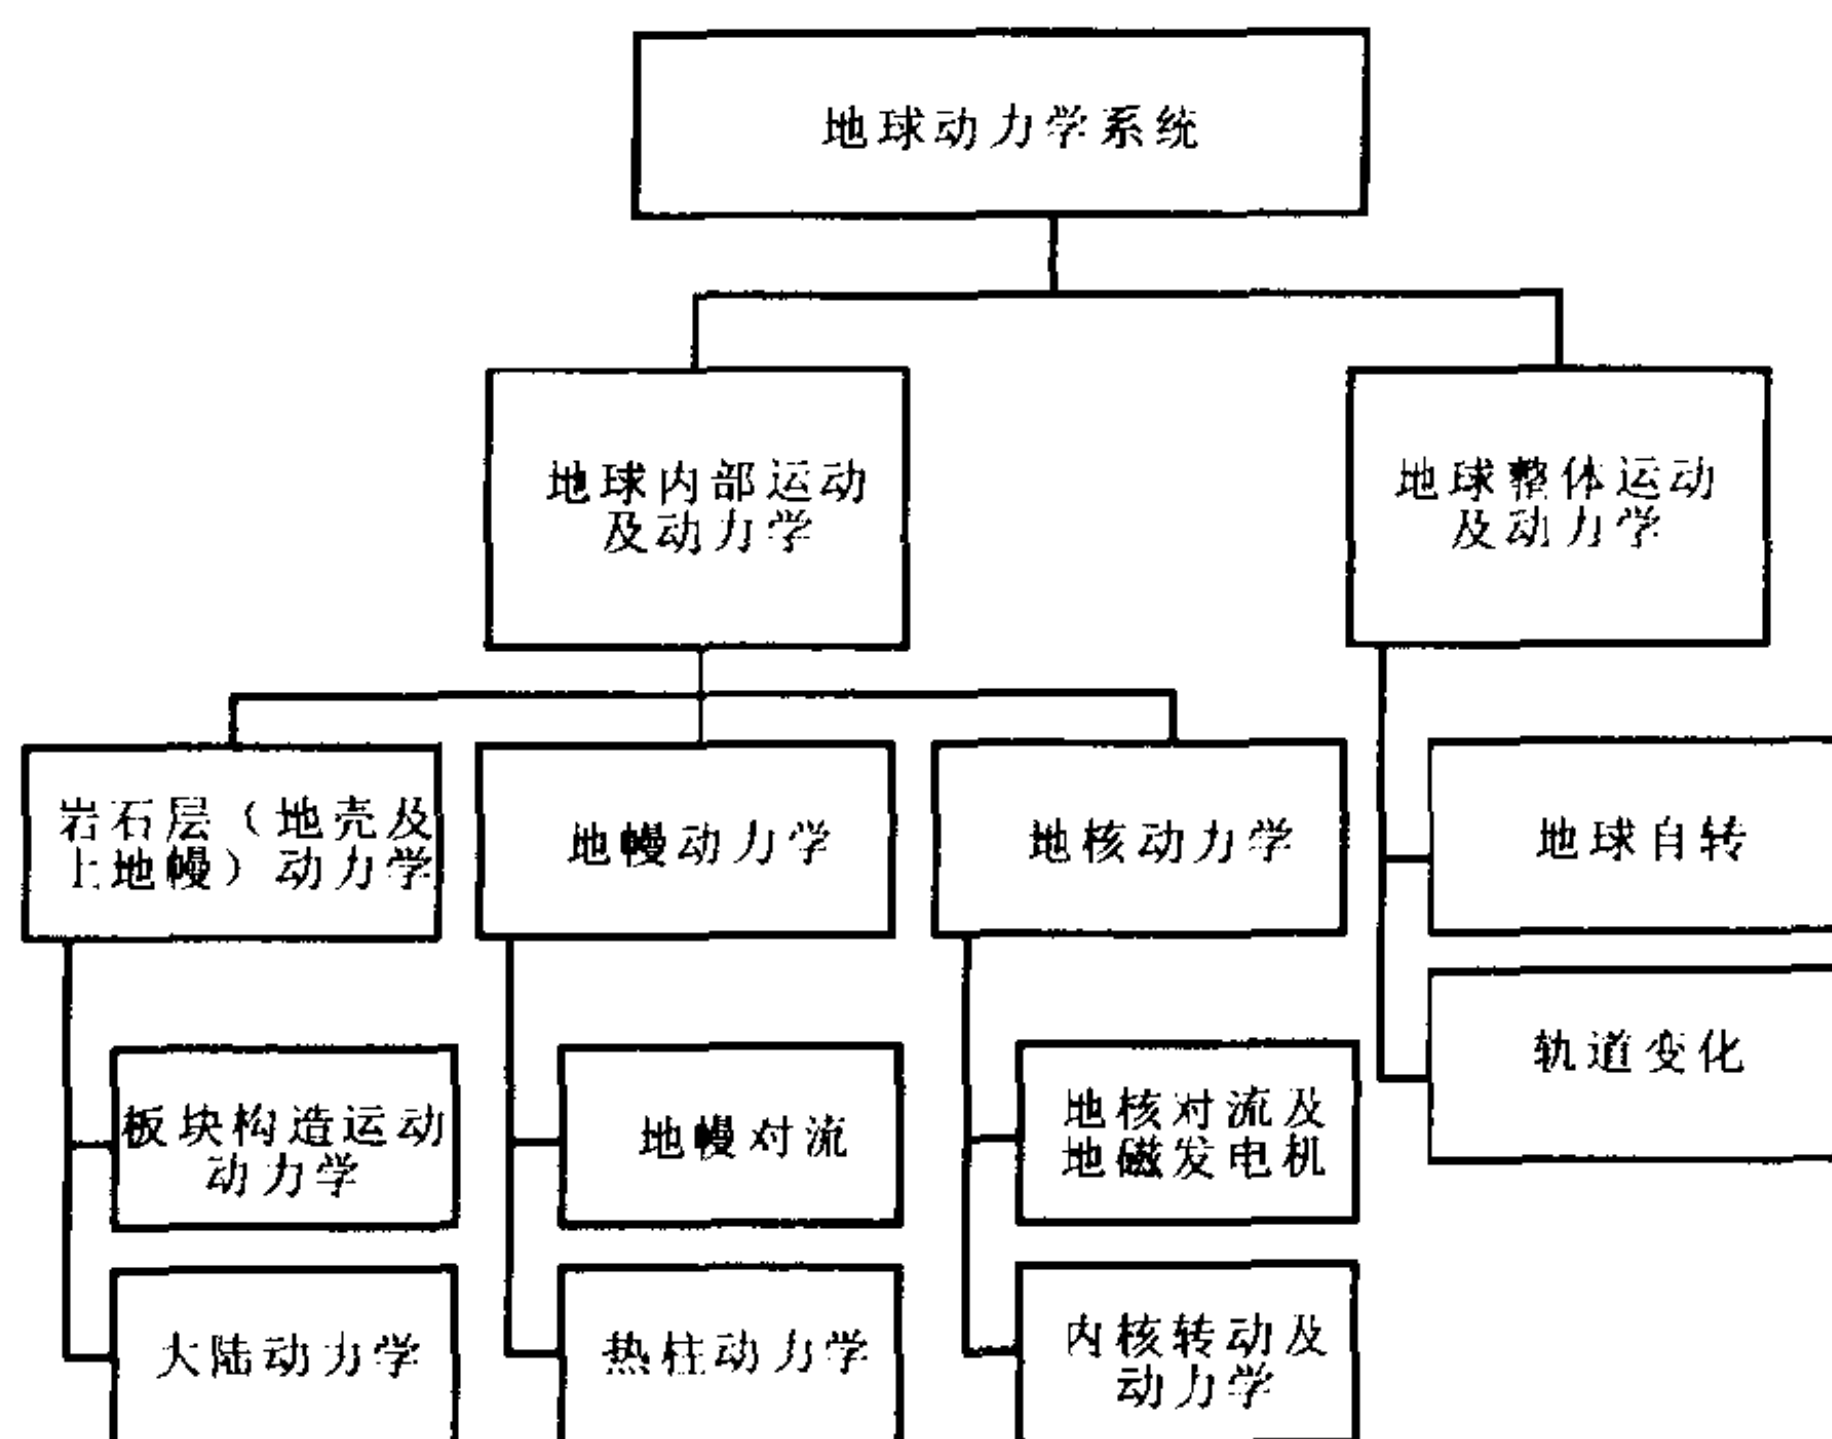 地球动力学系统
地球内部运动
及动力学
地球整体运动
及动力学
岩石层（地壳及
上地幔）动力学
地幔动力学
地核动力学
地球自转
轨道变化
板块构造运动
动力学
地幔对流
地核对流及
地磁发电机
大陆动力学
热柱动力学
内核转动及
动力学